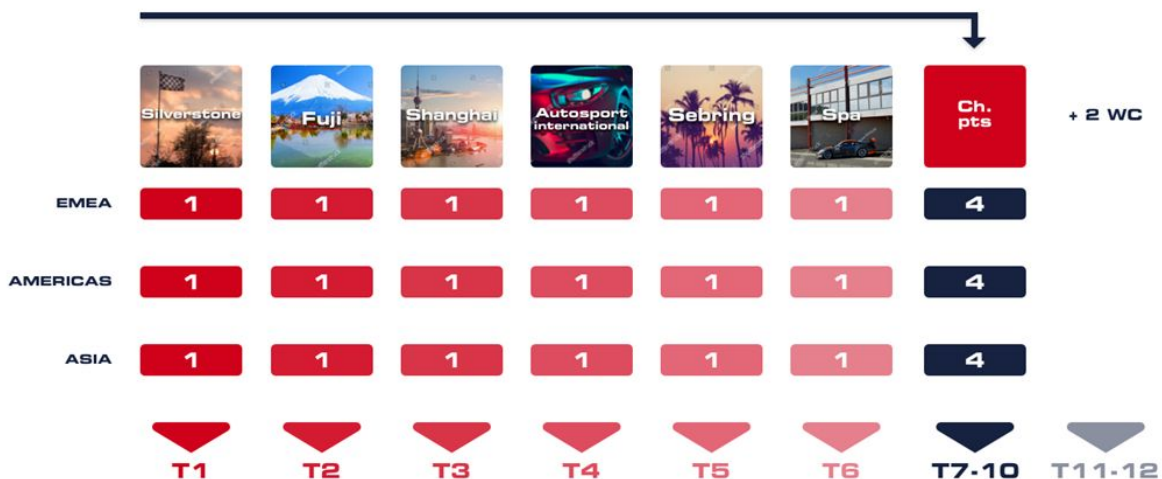 Silverstone
Fuji
Shanghai
Autosport
international
Sebring
Spa
Ch.
pts
+ 2 WC
EMEA 1 1 1 1 1 1 4
AMERICAS 1 1 1 1 1 1 4
ASIA 1 1 1 1 1 1 4
T1 T2 T3 T4 T5 T6 T7-10 T11-12